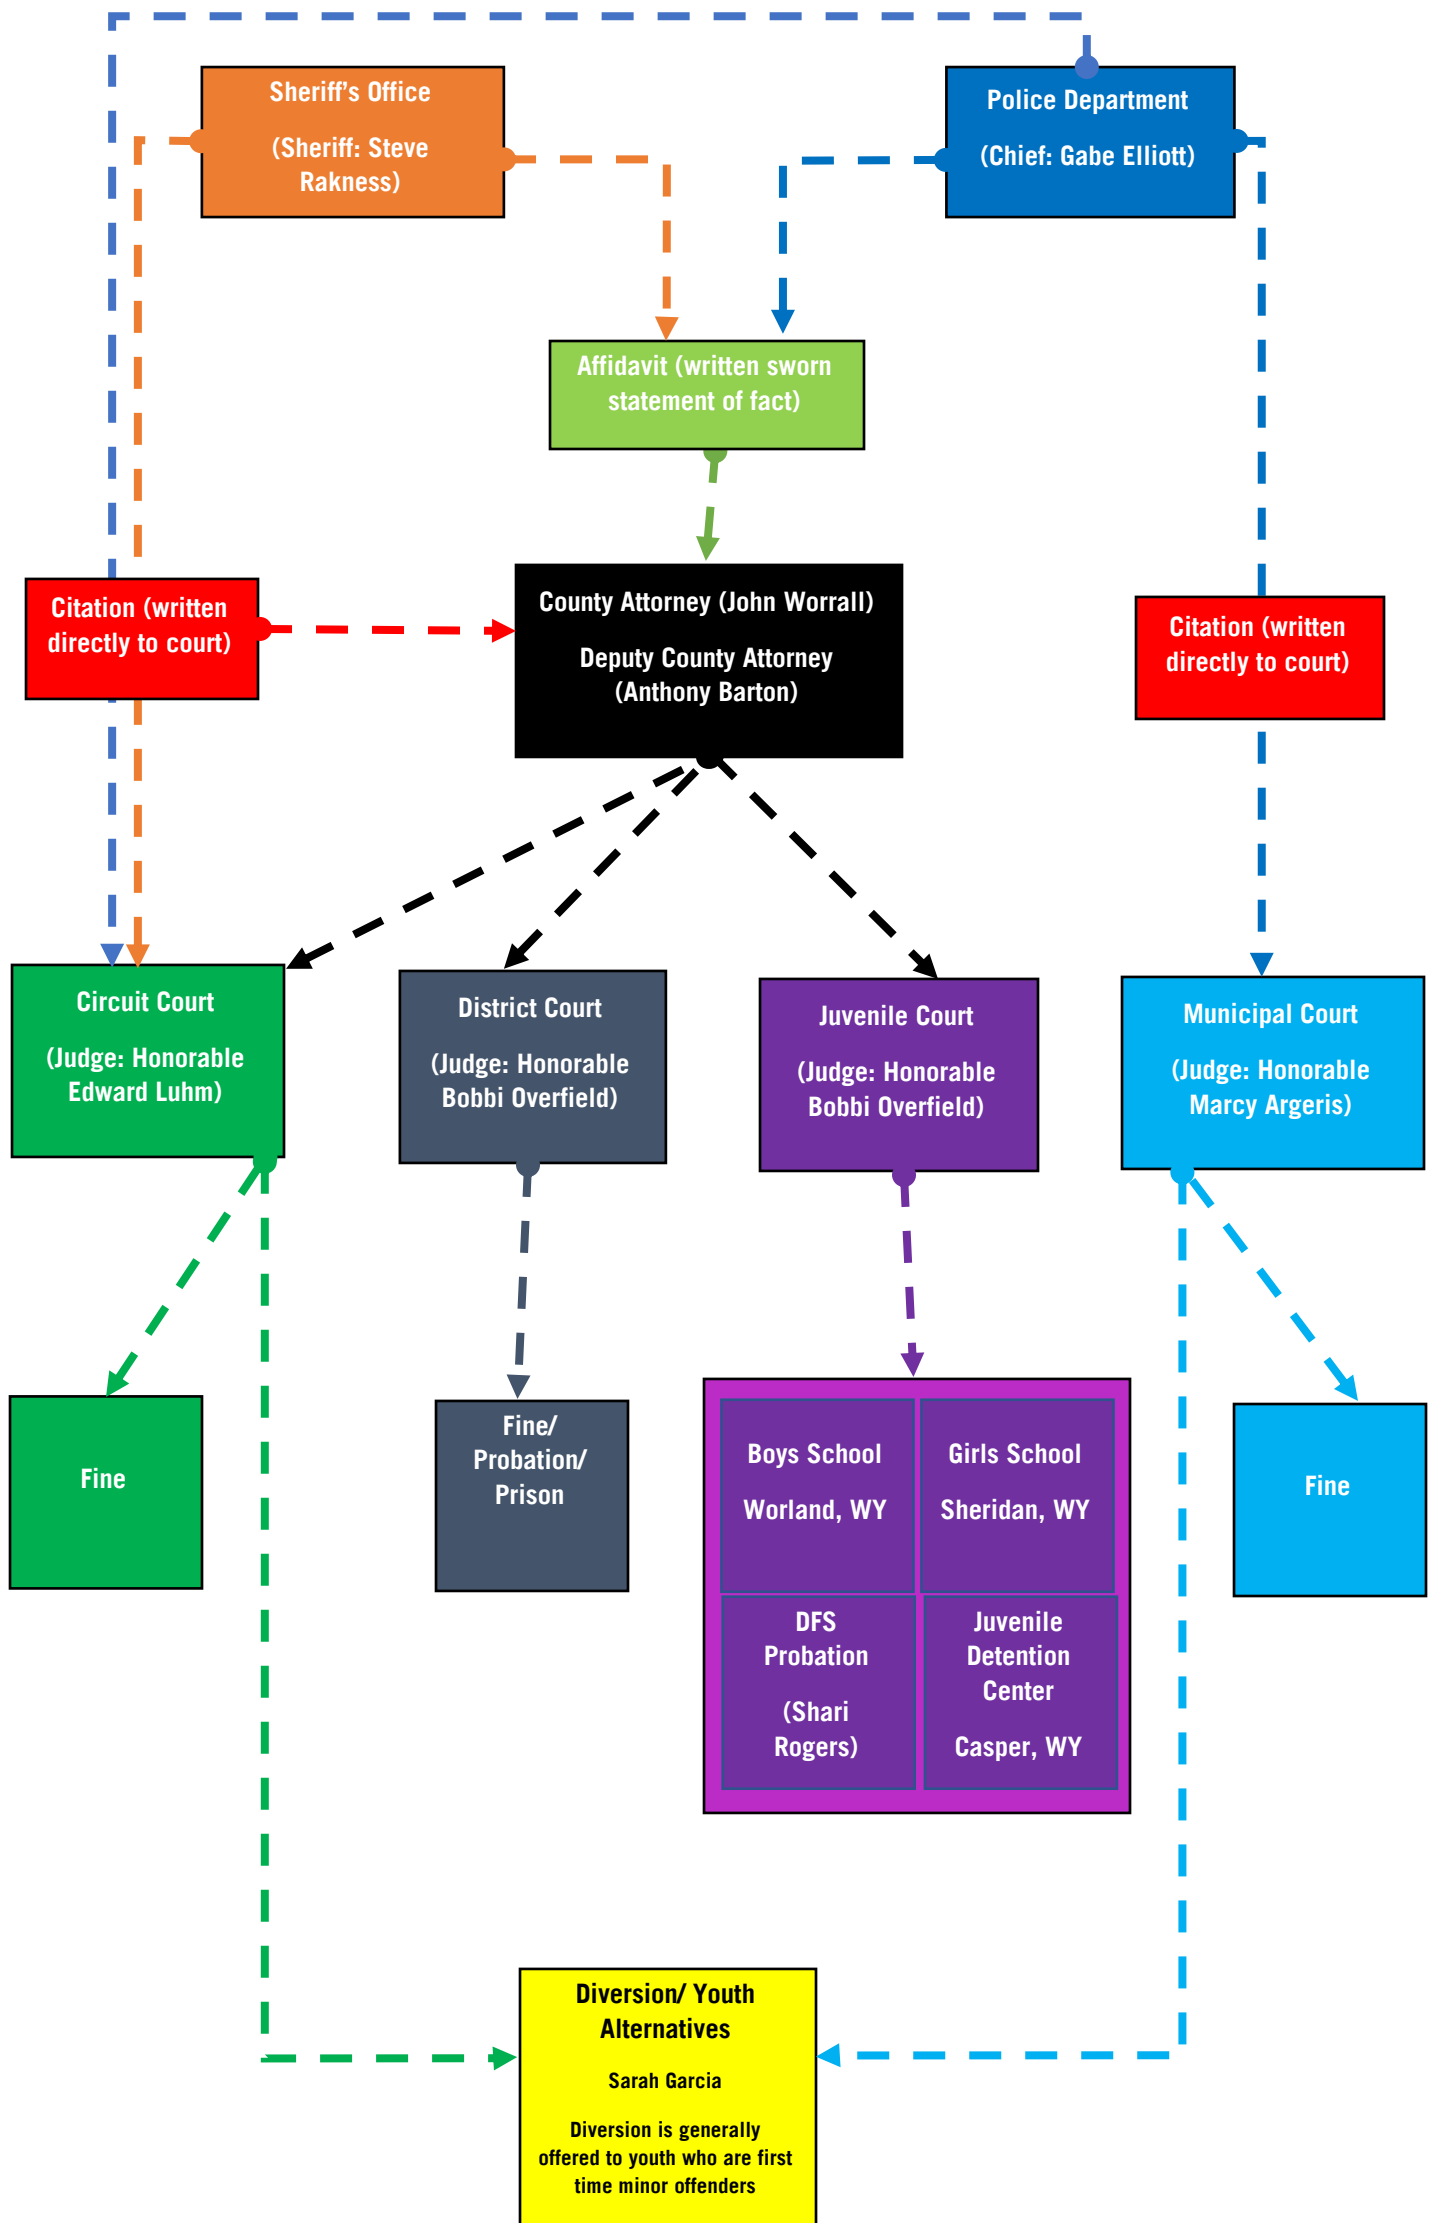 Sheriff's Office
(Sheriff: Steve
Rakness)
Police Department
(Chief: Gabe Elliott)
Affidavit (written sworn
statement of fact)
Citation (written
directly to court)
County Attorney (John Worrall)
Deputy County Attorney
(Anthony Barton)
Citation (written
directly to court)
Circuit Court
(Judge: Honorable
Edward Luhm)
District Court
(Judge: Honorable
Bobbi Overfield)
Juvenile Court
(Judge: Honorable
Bobbi Overfield)
Municipal Court
(Judge: Honorable
Marcy Argeris)
Fine
Fine/
Probation/
Prison
Boys School
Worland, WY
Girls School
Sheridan, WY
DFS
Probation
(Shari
Rogers)
Juvenile
Detention
Center
Casper, WY
Fine
Diversion/ Youth
Alternatives
Sarah Garcia
Diversion is generally
offered to youth who are first
time minor offenders